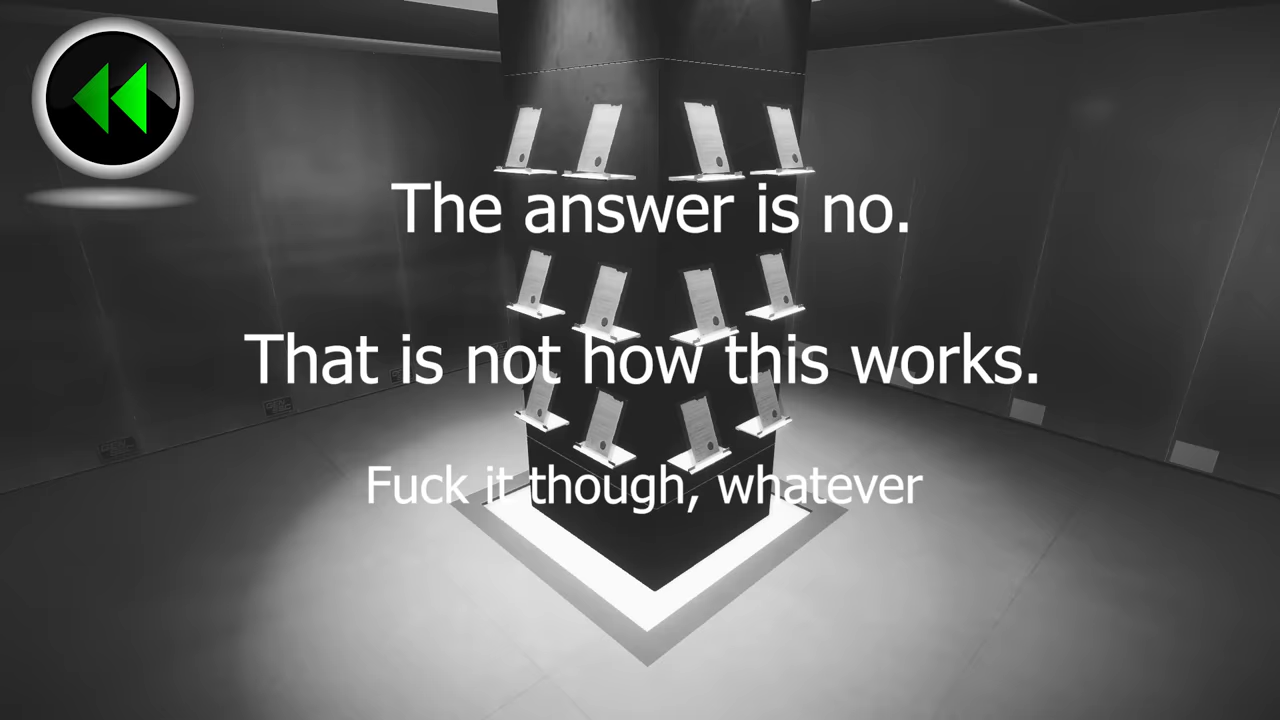 The answer is no.
That is not how this works.
Fuck it though, whatever